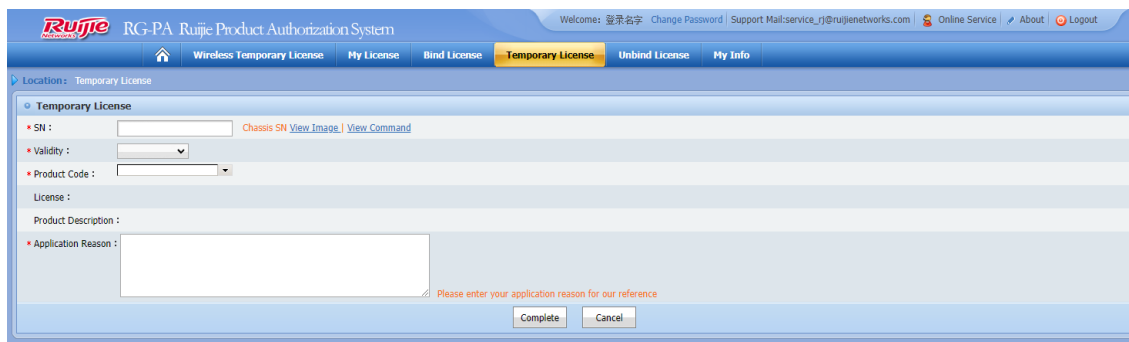 Welcome: 登录名字 Change Password Support Mail:service_rj@ruijienetworks.com Online Service About Logout
Ruijie Networks RG-PA Ruijie Product Authorization System
Wireless Temporary License My License Bind License Temporary License Unbind License My Info
Location: Temporary License
Temporary License
* SN: Chassis SN View Image | View Command
* Validity:
* Product Code:
License:
Product Description:
* Application Reason:
Please enter your application reason for our reference
Complete Cancel